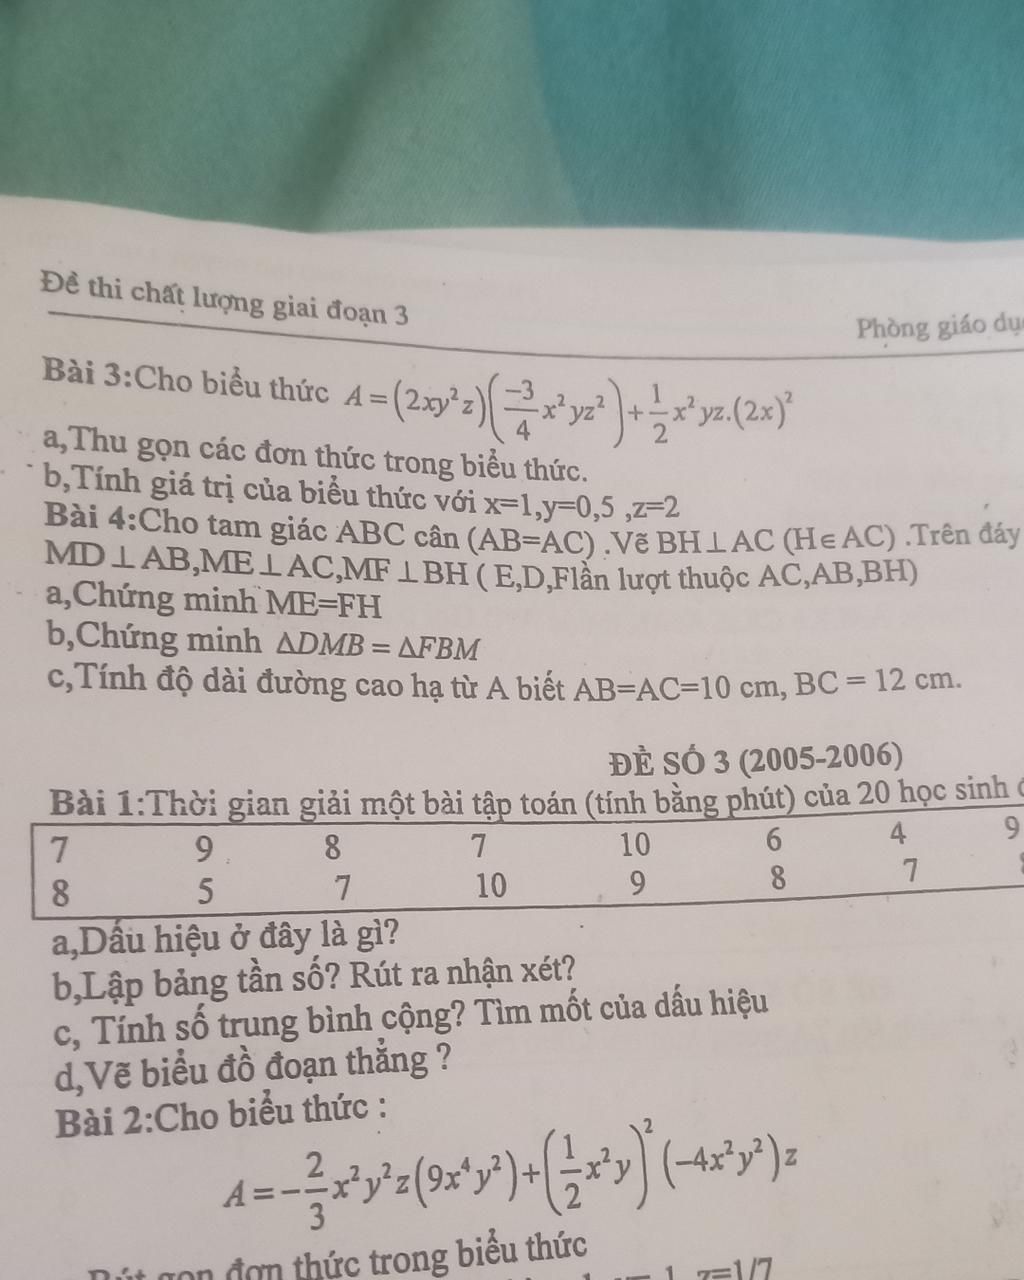 Đề thi chất lượng giai đoạn 3
Phòng giáo
Bài 3:Cho biểu thức A = (2xy²z)(-3/4 x²yz²) + 1/2 x²yz.(2x)²
a,Thu gọn các đơn thức trong biểu thức.
b,Tính giá trị của biểu thức với x=1,y=0,5 ,z=2
Bài 4:Cho tam giác ABC cân (AB=AC) .Vẽ BH⊥AC (H∈AC) .Trên đáy
MD⊥AB,ME⊥AC,MF⊥BH ( E,D,Flần lượt thuộc AC,AB,BH)
a,Chứng minh ME=FH
b,Chứng minh ΔDMB = ΔFBM
c,Tính độ dài đường cao hạ từ A biết AB=AC=10 cm, BC = 12 cm.
ĐỀ SỐ 3 (2005-2006)
Bài 1:Thời gian giải một bài tập toán (tính bằng phút) của 20 học sinh
7 9 8 7 10 6 4 9
8 5 7 10 9 8 7
a,Dấu hiệu ở đây là gì?
b,Lập bảng tần số? Rút ra nhận xét?
c, Tính số trung bình cộng? Tìm mốt của dấu hiệu
d,Vẽ biểu đồ đoạn thẳng ?
Bài 2:Cho biểu thức :
A = -2/3 x²y²z(9x⁴y²) + (1/2 x²y)² (-4x²y²)z
gọn đơn thức trong biểu thức
z=1/7